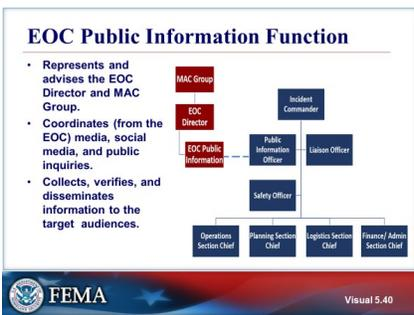 EOC Public Information Function
• Represents and
advises the EOC
Director and MAC
Group.
• Coordinates (from the
EOC) media, social
media, and public
inquiries.
• Collects, verifies, and
disseminates
information to the
target audiences.
MAC Group
EOC
Director
EOC Public
Information
Incident
Commander
Public
Information
Officer
Liaison Officer
Safety Officer
Operations
Section Chief
Planning Section
Chief
Logistics Section
Chief
Finance/ Admin
Section Chief
FEMA
Visual 5.40